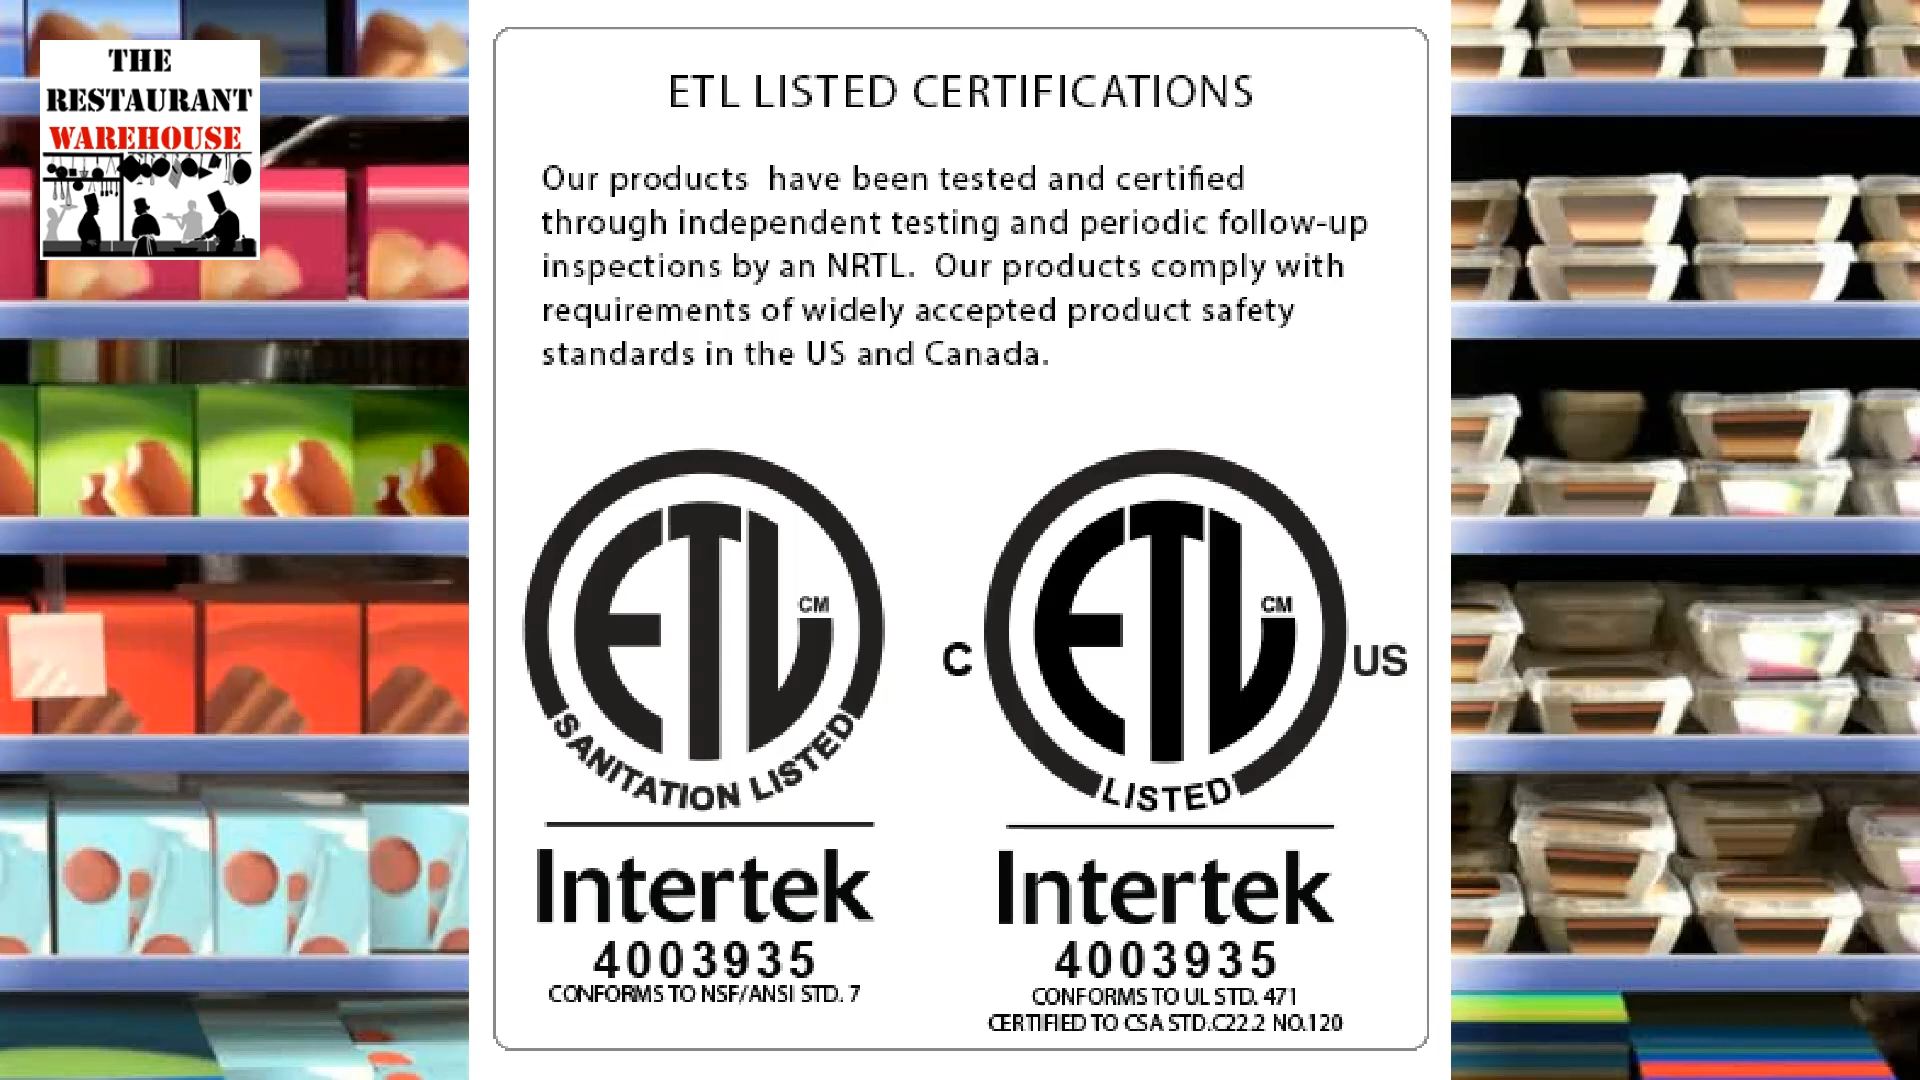 THE
RESTAURANT
WAREHOUSE
ETL LISTED CERTIFICATIONS
Our products have been tested and certified
through independent testing and periodic follow-up
inspections by an NRTL. Our products comply with
requirements of widely accepted product safety
standards in the US and Canada.
ETL CM
SANITATION LISTED
Intertek
4003935
CONFORMS TO NSF/ANSI STD. 7
C ETL CM US
LISTED
Intertek
4003935
CONFORMS TO UL STD. 471
CERTIFIED TO CSA STD.C22.2 NO.120